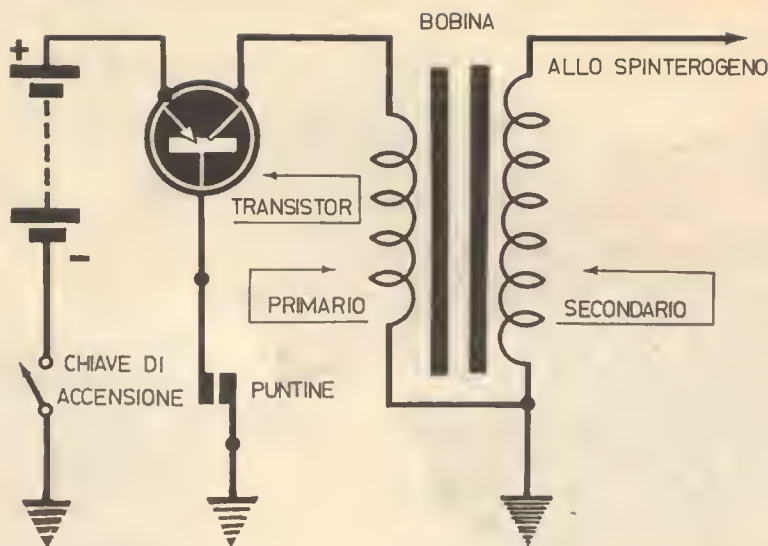 BOBINA
+
ALLO SPINTEROGENO
TRANSISTOR
-
PRIMARIO
SECONDARIO
CHIAVE DI
ACCENSIONE
PUNTINE